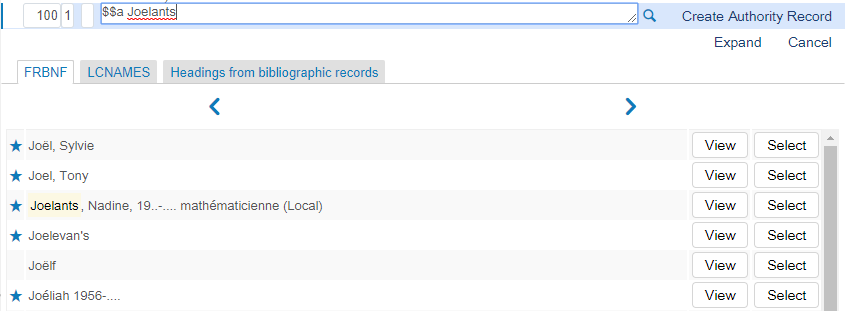 100 1 $$a Joelants Create Authority Record
Expand Cancel
FRBNF LCNAMES Headings from bibliographic records
Joël, Sylvie View Select
Joel, Tony View Select
Joelants, Nadine, 19..-.... mathématicienne (Local) View Select
Joelevan's View Select
Joëlf View Select
Joéliah 1956-.... View Select